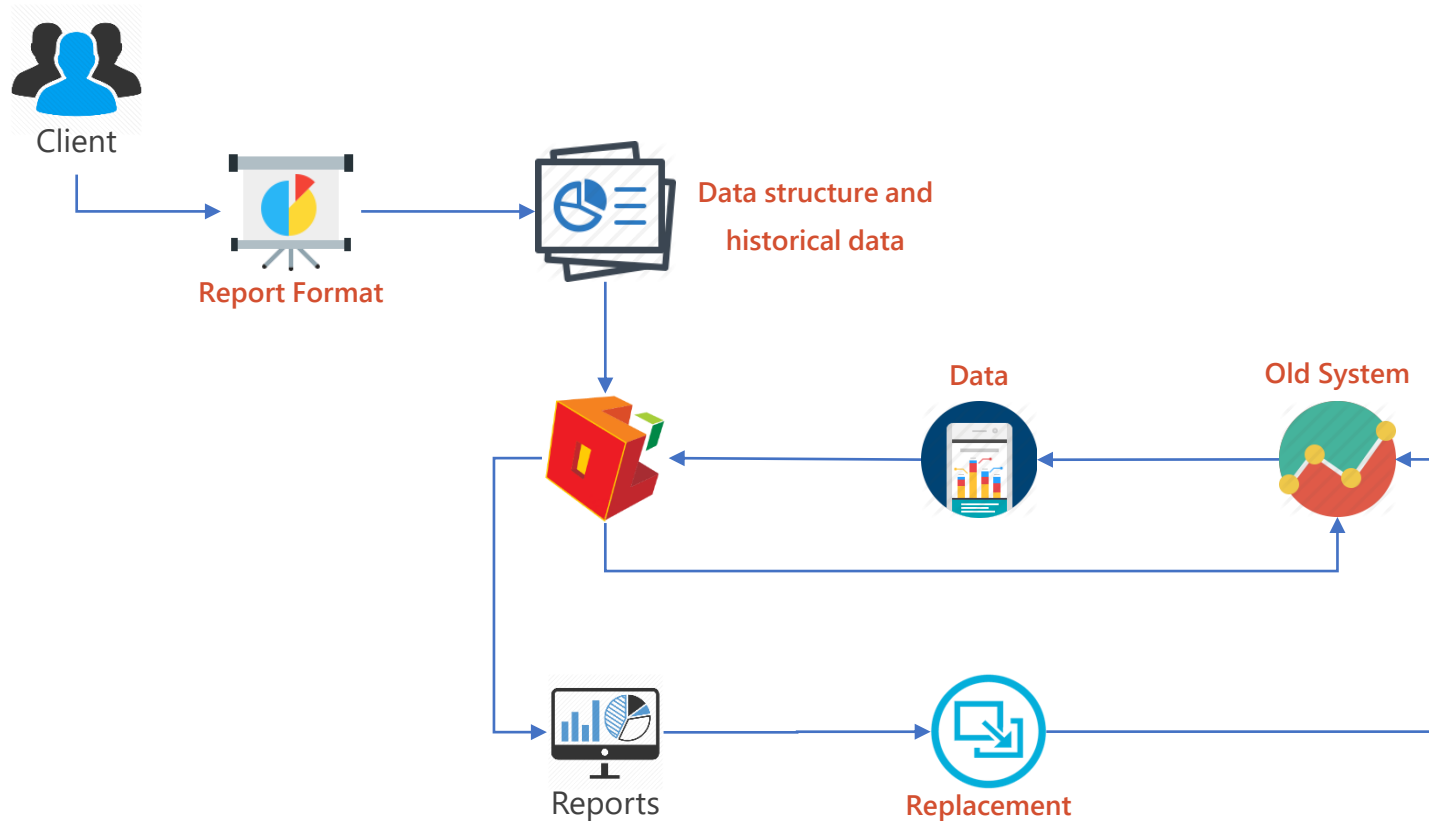 Client
Data structure and
historical data
Report Format
Data
Old System
Reports
Replacement